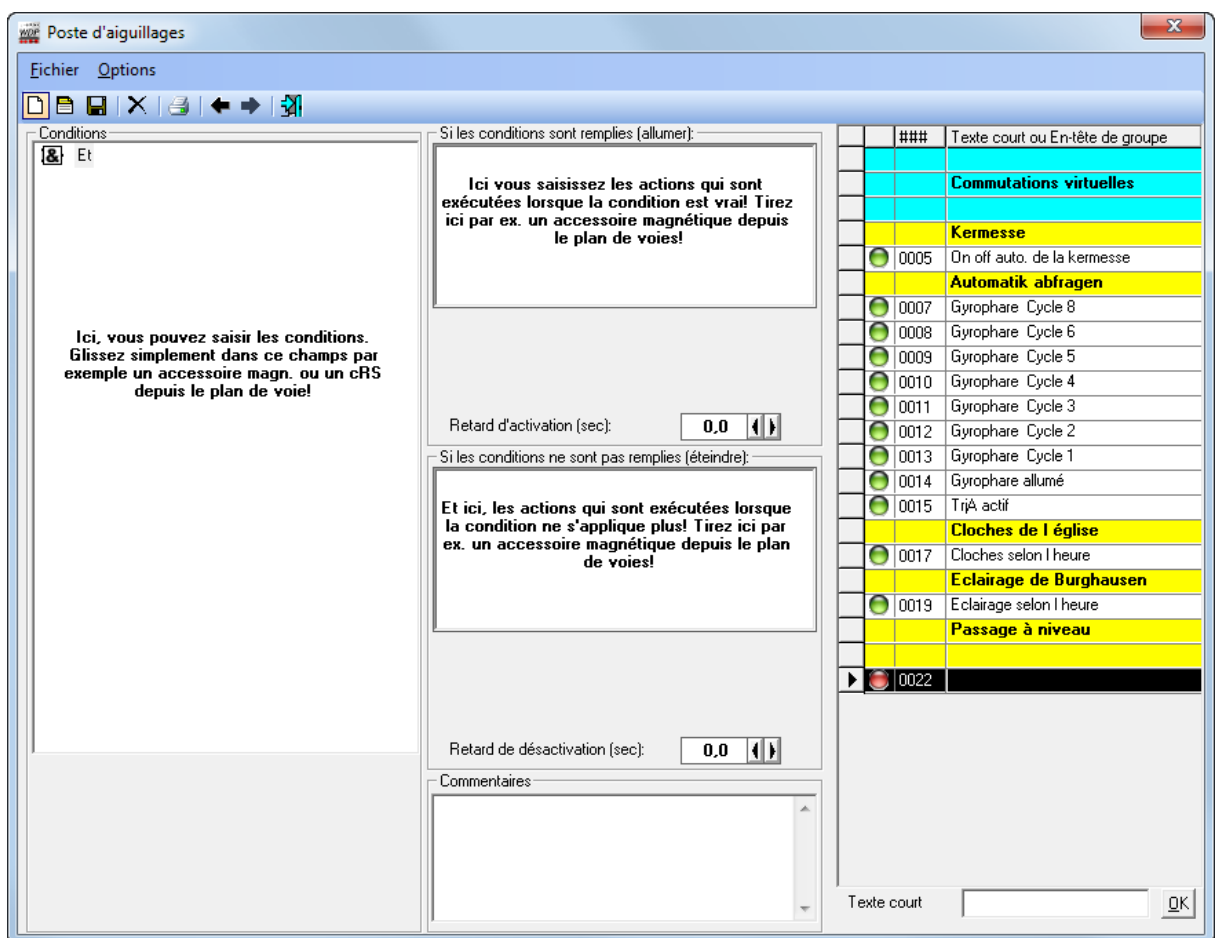 Poste d'aiguillages
X
Fichier Options
Conditions
& Et
Ici, vous pouvez saisir les conditions.
Glissez simplement dans ce champs par
exemple un accessoire magn. ou un cRS
depuis le plan de voie!
Si les conditions sont remplies (allumer):
Ici vous saisissez les actions qui sont
exécutées lorsque la condition est vrai! Tirez
ici par ex. un accessoire magnétique depuis
le plan de voies!
Retard d'activation (sec): 0,0
Si les conditions ne sont pas remplies (éteindre):
Et ici, les actions qui sont exécutées lorsque
la condition ne s'applique plus! Tirez ici par
ex. un accessoire magnétique depuis le plan
de voies!
Retard de désactivation (sec): 0,0
Commentaires
### Texte court ou En-tête de groupe
Commutations virtuelles
Kermesse
0005 On off auto. de la kermesse
Automatik abfragen
0007 Gyrophare Cycle 8
0008 Gyrophare Cycle 6
0009 Gyrophare Cycle 5
0010 Gyrophare Cycle 4
0011 Gyrophare Cycle 3
0012 Gyrophare Cycle 2
0013 Gyrophare Cycle 1
0014 Gyrophare allumé
0015 TrjA actif
Cloches de l église
0017 Cloches selon l heure
Eclairage de Burghausen
0019 Eclairage selon l heure
Passage à niveau
0022
Texte court OK